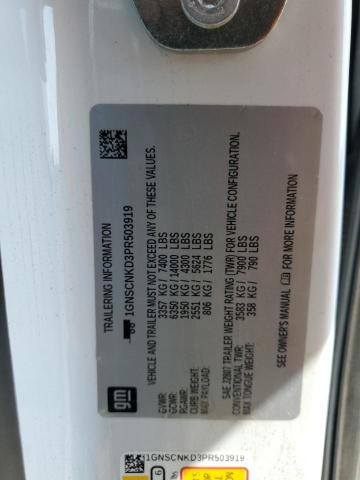 TRAILERING INFORMATION
1GNSCNKD3PR503919
VEHICLE AND TRAILER MUST NOT EXCEED ANY OF THESE VALUES.
GVWR: 3357 KG / 7400 LBS
GCWR: 6350 KG / 14000 LBS
RGAWR: 1950 KG / 4300 LBS
CURB WEIGHT: 2551 KG / 5624 LBS
MAX PAYLOAD: 806 KG / 1776 LBS
SAE J2807 TRAILER WEIGHT RATING (TWR) FOR VEHICLE CONFIGURATION.
CONVENTIONAL TWR: 3583 KG / 7900 LBS
MAX TONGUE WEIGHT: 358 KG / 790 LBS
SEE OWNER'S MANUAL FOR MORE INFORMATION.
gm
1GNSCNKD3PR503919